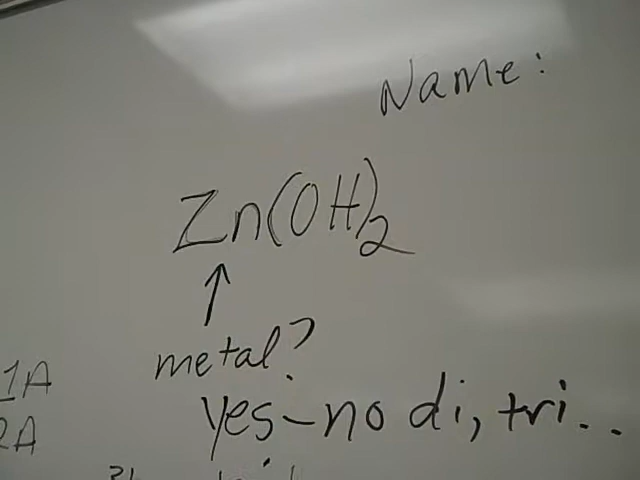 Name:
Zn(OH)2
↑
metal?
1A
yes-no di, tri...
2A